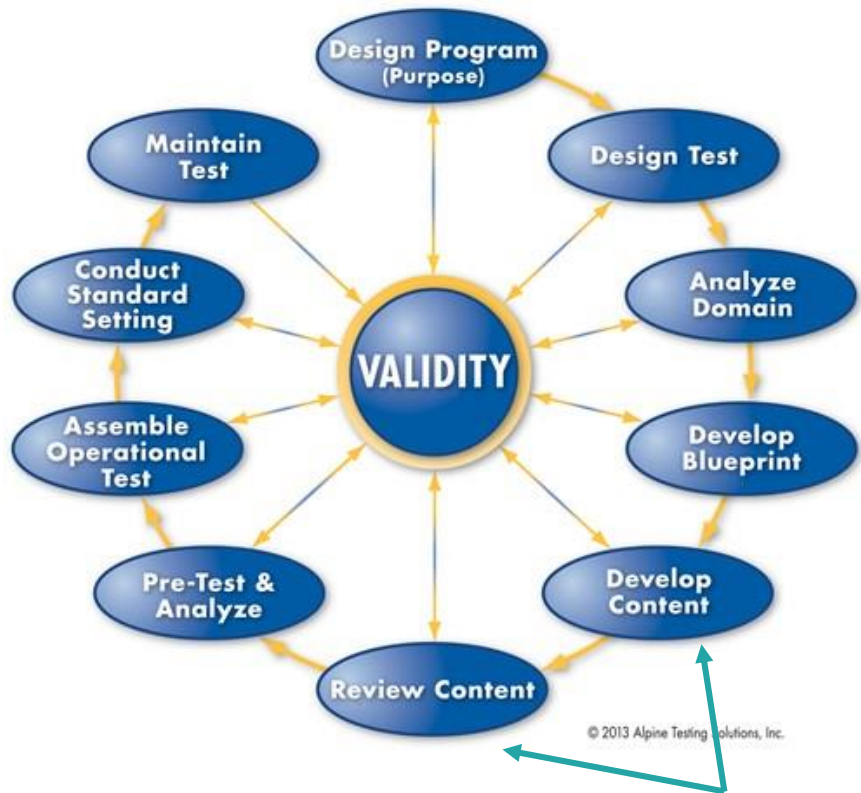 Design Program
(Purpose)
Design Test
Analyze
Domain
Develop
Blueprint
Develop
Content
Review Content
Pre-Test &
Analyze
Assemble
Operational
Test
Conduct
Standard
Setting
Maintain
Test
VALIDITY
© 2013 Alpine Testing Solutions, Inc.